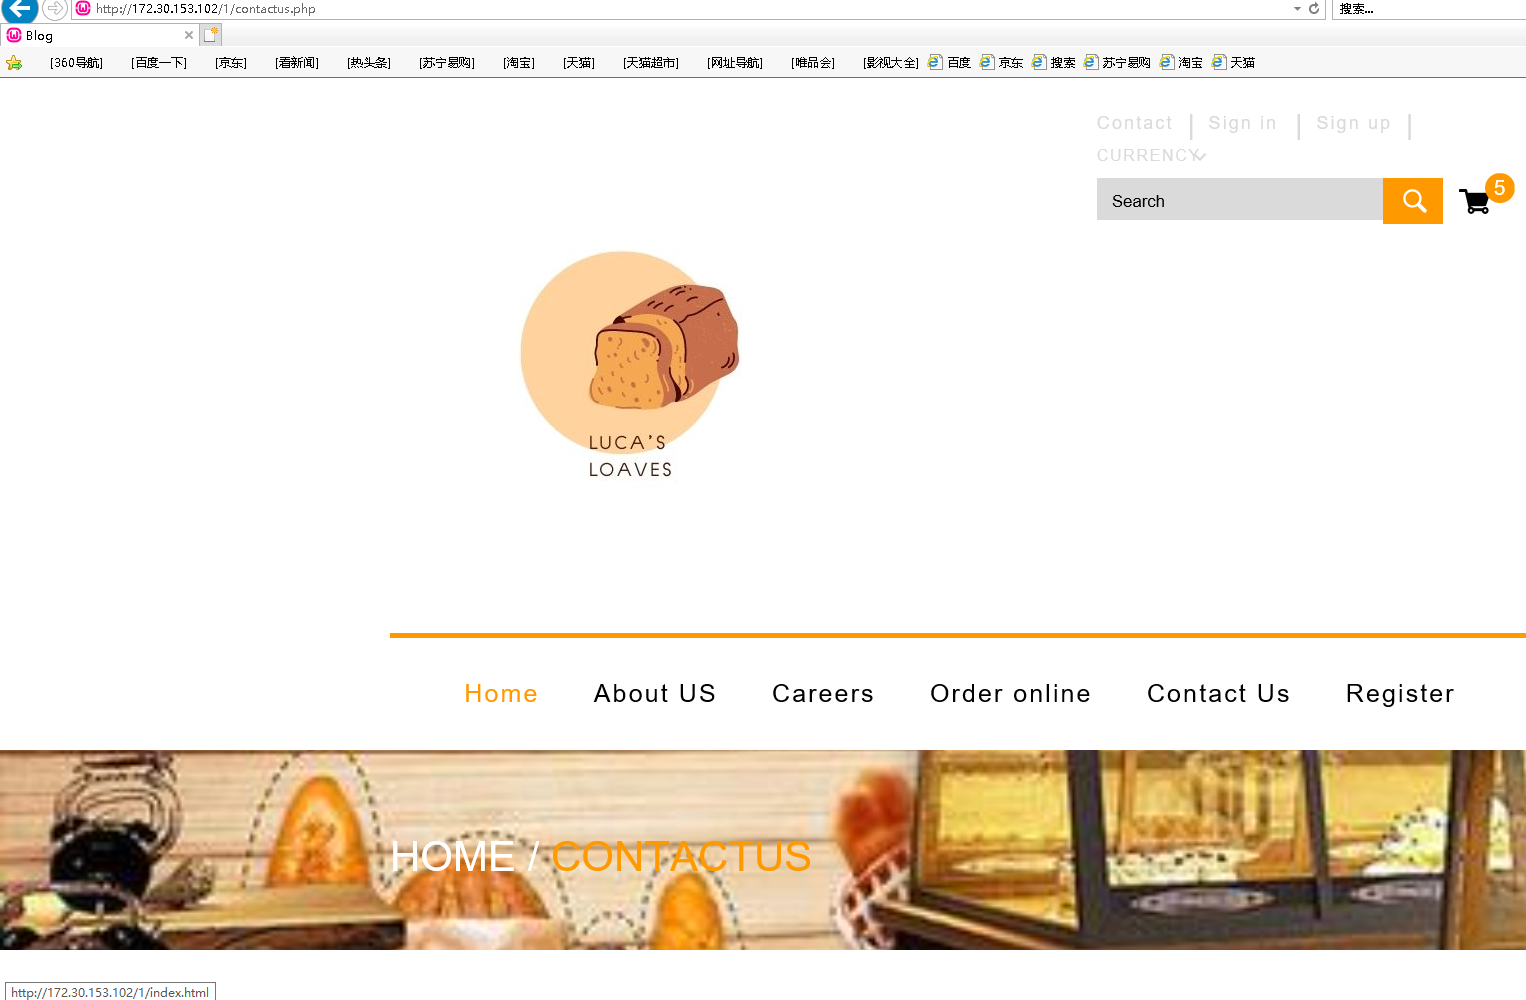 http://172.30.153.102/1/contactus.php
搜索...
Blog
[360导航] [百度一下] [京东] [看新闻] [热头条] [苏宁易购] [淘宝] [天猫] [天猫超市] [网址导航] [唯品会] [影视大全] 百度 京东 搜索 苏宁易购 淘宝 天猫
Contact | Sign in | Sign up |
CURRENCY
Search
5
LUCA'S
LOAVES
Home About US Careers Order online Contact Us Register
HOME / CONTACTUS
http://172.30.153.102/1/index.html